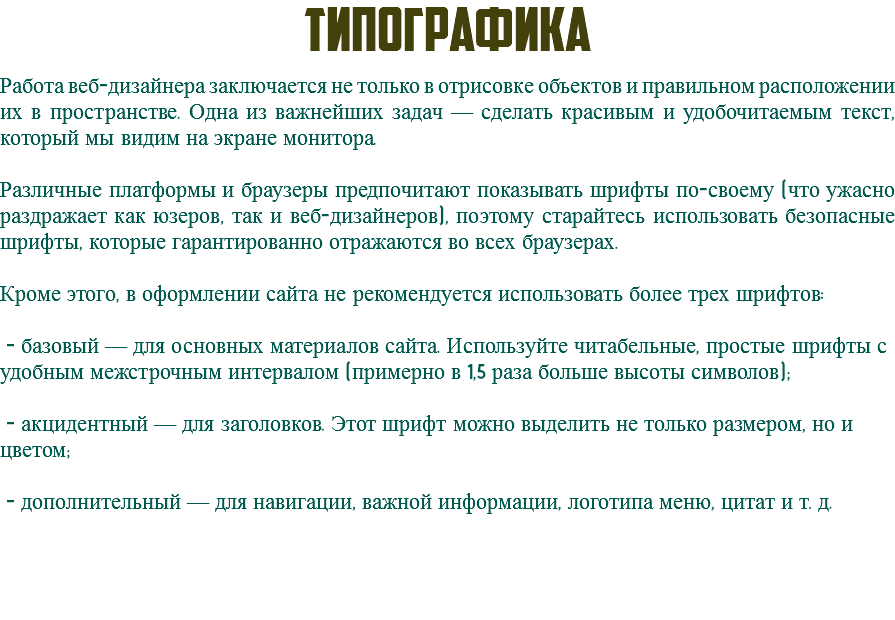 ТИПОГРАФИКА
Работа веб-дизайнера заключается не только в отрисовке объектов и правильном расположении
их в пространстве. Одна из важнейших задач — сделать красивым и удобочитаемым текст,
который мы видим на экране монитора.
Различные платформы и браузеры предпочитают показывать шрифты по-своему (что ужасно
раздражает как юзеров, так и веб-дизайнеров), поэтому старайтесь использовать безопасные
шрифты, которые гарантированно отражаются во всех браузерах.
Кроме этого, в оформлении сайта не рекомендуется использовать более трех шрифтов:
- базовый — для основных материалов сайта. Используйте читабельные, простые шрифты с
удобным межстрочным интервалом (примерно в 1,5 раза больше высоты символов);
- акцидентный — для заголовков. Этот шрифт можно выделить не только размером, но и
цветом;
- дополнительный — для навигации, важной информации, логотипа меню, цитат и т. д.